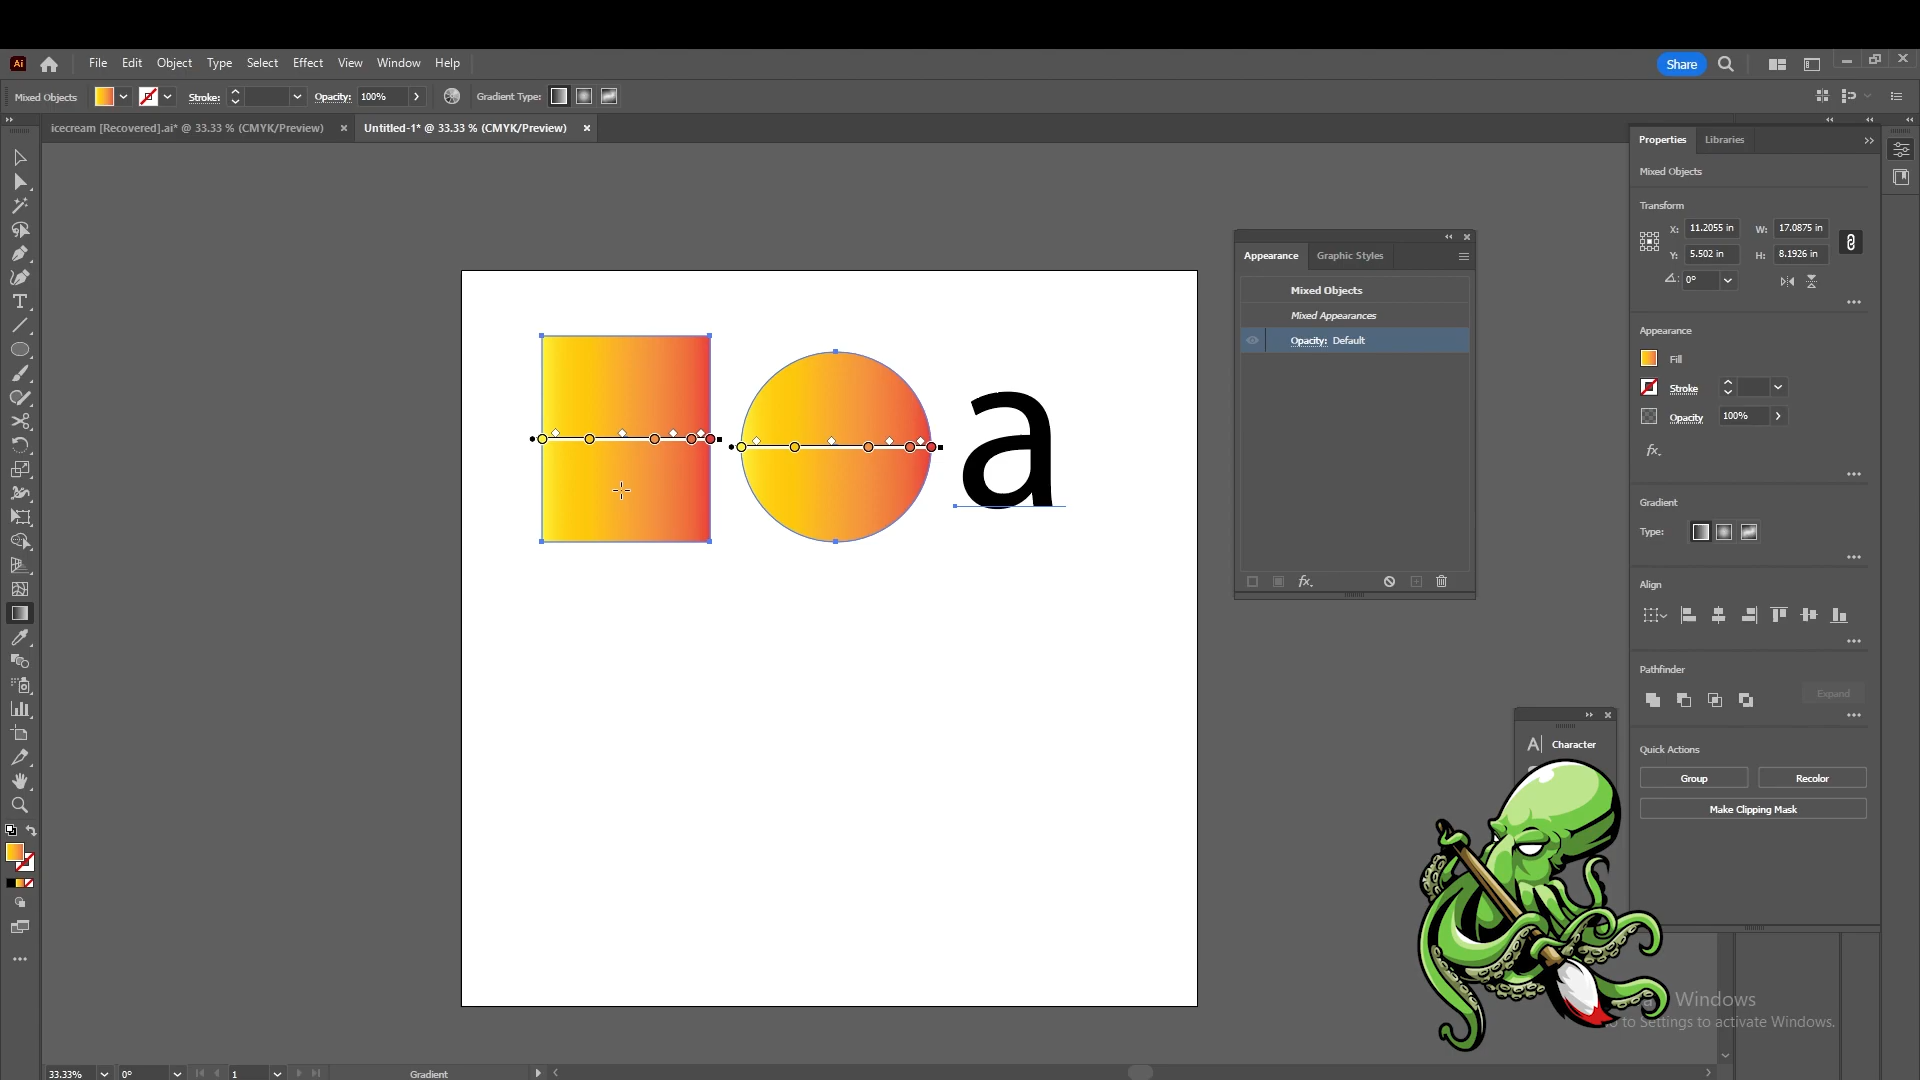 Ai File Edit Object Type Select Effect View Window Help Share
Mixed Objects Stroke: Opacity: 100% Gradient Type:
icecream [Recovered].ai* @ 33.33 % (CMYK/Preview) Untitled-1* @ 33.33 % (CMYK/Preview)
Properties Libraries
Mixed Objects
Transform
X: 11.2055 in W: 17.0875 in
Y: 5.502 in H: 8.1926 in
0°
Appearance Graphic Styles
Mixed Objects
Mixed Appearances
Opacity: Default
fx.
Appearance
Fill
Stroke
Opacity 100%
fx.
Gradient
Type:
Align
Pathfinder
Expand
Quick Actions
Group Recolor
Make Clipping Mask
a
A Character
Windows
to Settings to activate Windows.
33.33% 0° 1 Gradient